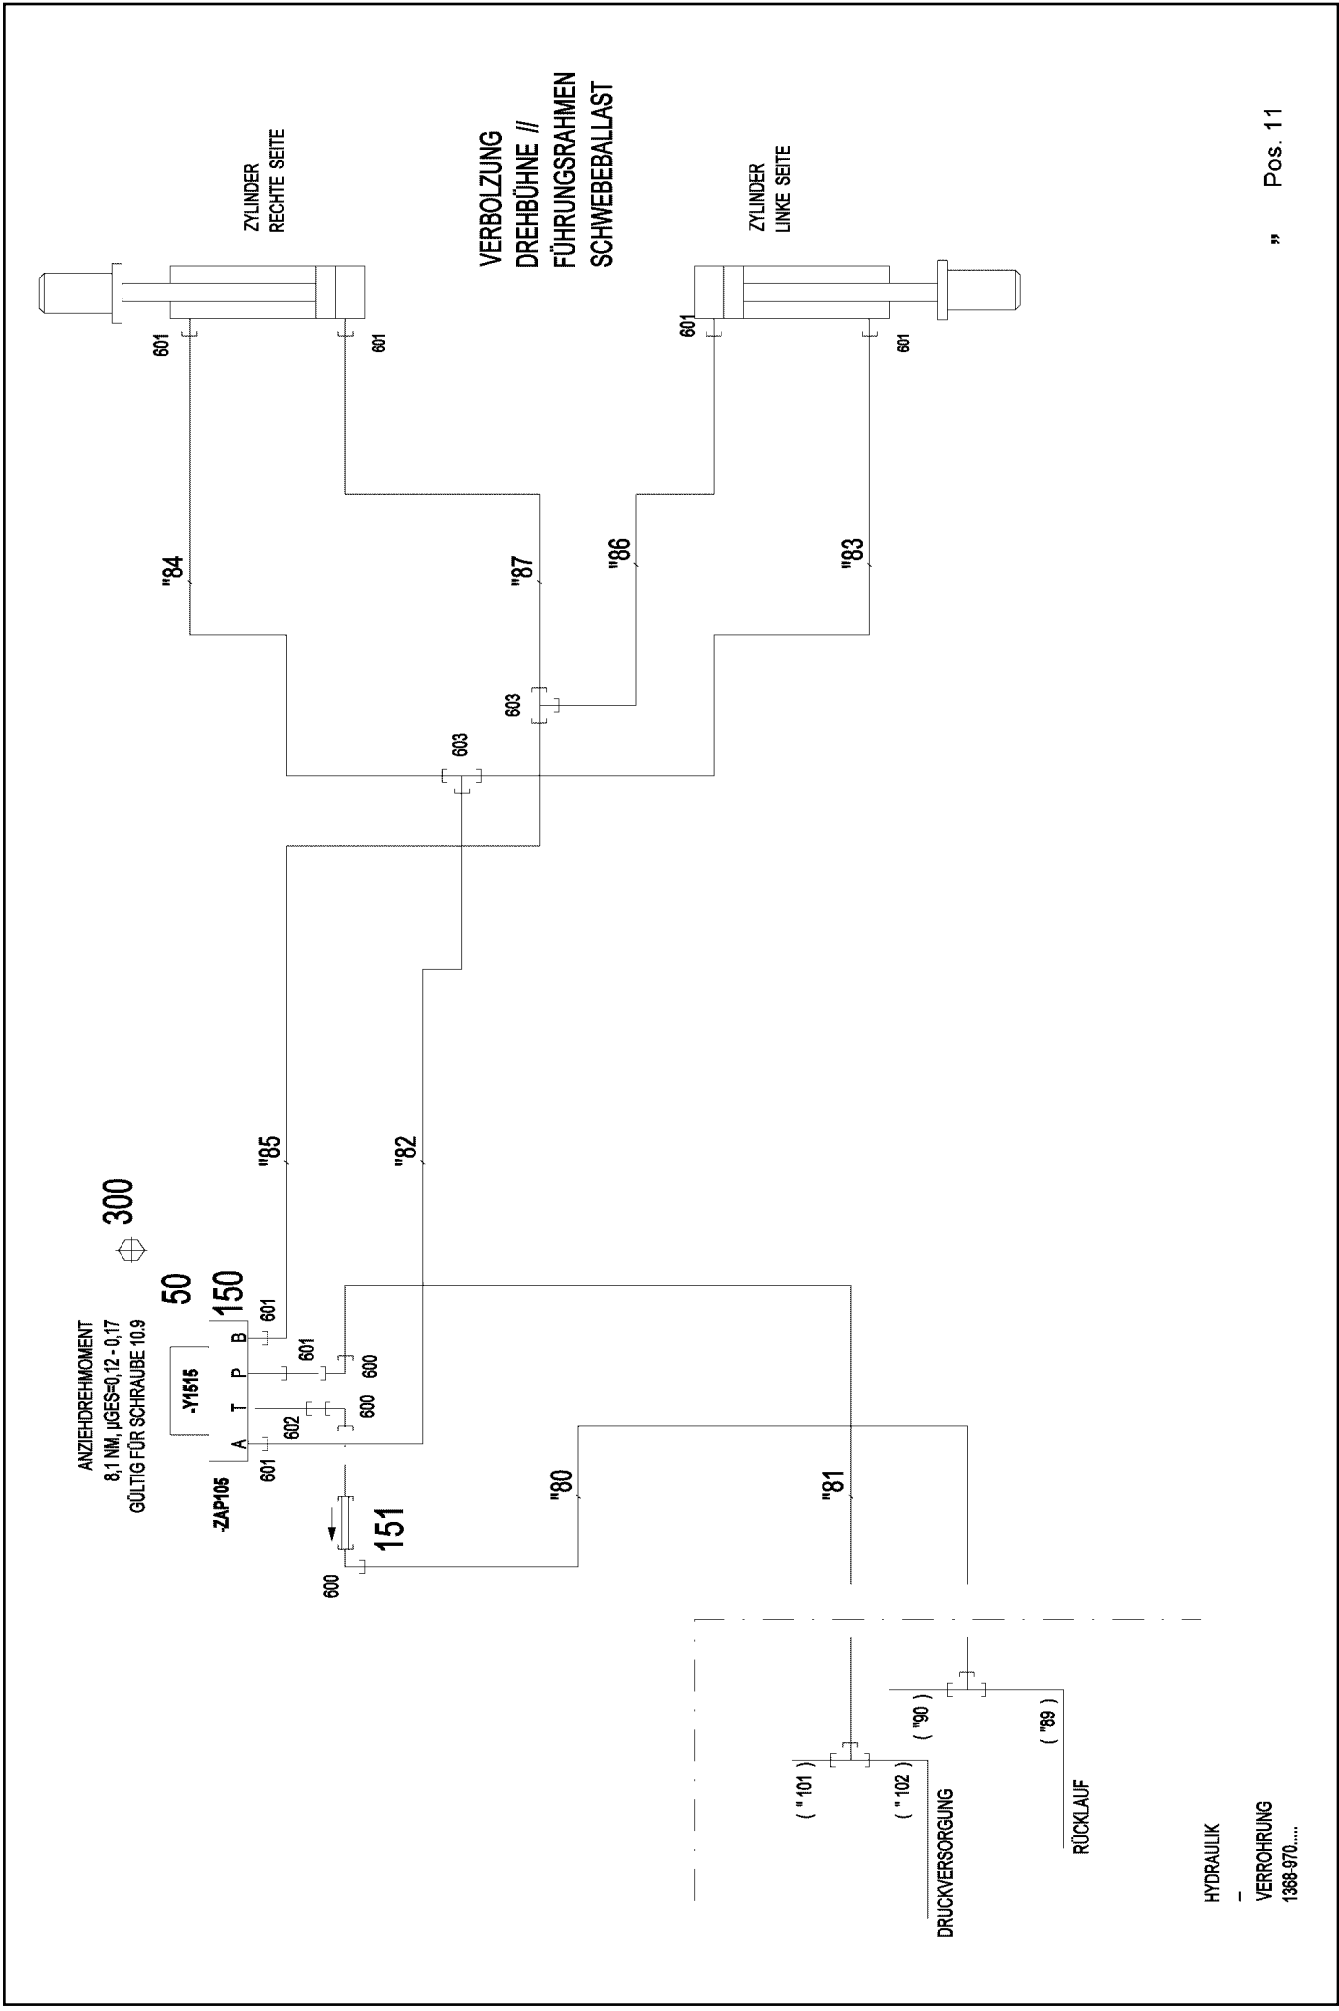 ANZIEHDREHMOMENT
8,1 NM, µGES=0,12 - 0,17
GÜLTIG FÜR SCHRAUBE 10.9
300
50
150
-Y1515
-ZAP105
A
T
P
B
601
602
601
601
600
600
600
151
"85
"82
"80
"81
603
603
"84
"87
"86
"83
601
601
601
601
ZYLINDER
RECHTE SEITE
VERBOLZUNG
DREHBÜHNE //
FÜHRUNGSRAHMEN
SCHWEBEBALLAST
ZYLINDER
LINKE SEITE
( "101 )
( "102 )
( "90 )
( "89 )
DRUCKVERSORGUNG
RÜCKLAUF
HYDRAULIK
–
VERROHRUNG
1368-970.....
" Pos. 11